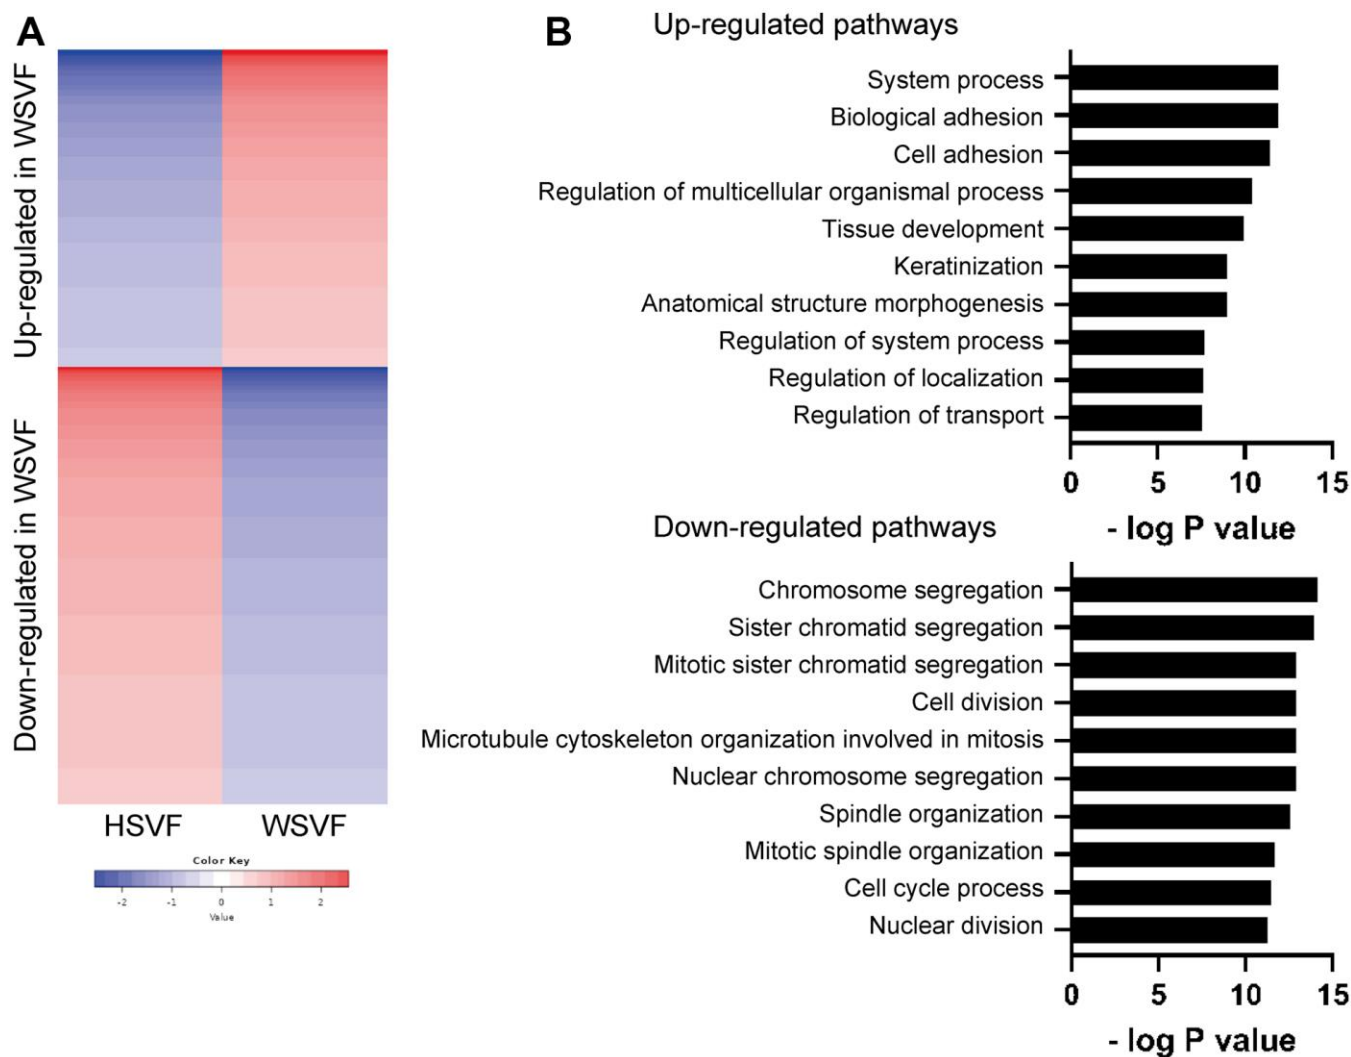 A
Up-regulated in WSVF
Down-regulated in WSVF
HSVF WSVF
Color Key
-2 -1 0 1 2
Value
B
Up-regulated pathways
System process
Biological adhesion
Cell adhesion
Regulation of multicellular organismal process
Tissue development
Keratinization
Anatomical structure morphogenesis
Regulation of system process
Regulation of localization
Regulation of transport
0 5 10 15
- log P value
Down-regulated pathways
Chromosome segregation
Sister chromatid segregation
Mitotic sister chromatid segregation
Cell division
Microtubule cytoskeleton organization involved in mitosis
Nuclear chromosome segregation
Spindle organization
Mitotic spindle organization
Cell cycle process
Nuclear division
0 5 10 15
- log P value